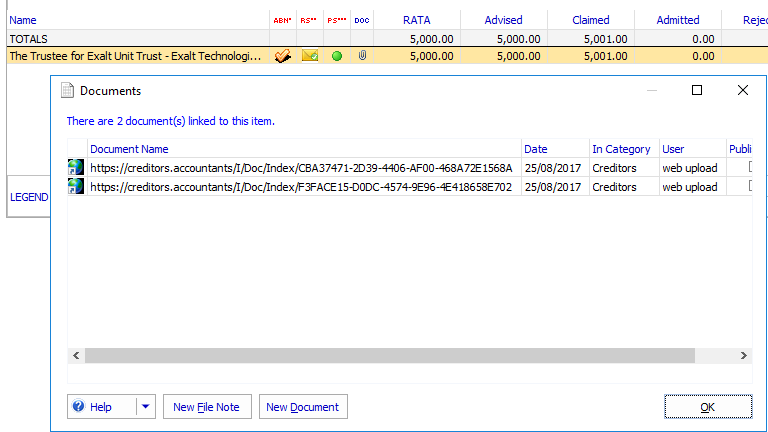 Name ABN* RS** PS*** DOC RATA Advised Claimed Admitted Rejec
TOTALS 5,000.00 5,000.00 5,001.00 0.00
The Trustee for Exalt Unit Trust - Exalt Technologi... 5,000.00 5,000.00 5,001.00 0.00
Documents
There are 2 document(s) linked to this item.
Document Name Date In Category User Publi
https://creditors.accountants/I/Doc/Index/CBA37471-2D39-4406-AF00-468A72E1568A 25/08/2017 Creditors web upload
https://creditors.accountants/I/Doc/Index/F3FACE15-D0DC-4574-9E96-4E418658E702 25/08/2017 Creditors web upload
LEGEND
Help New File Note New Document OK